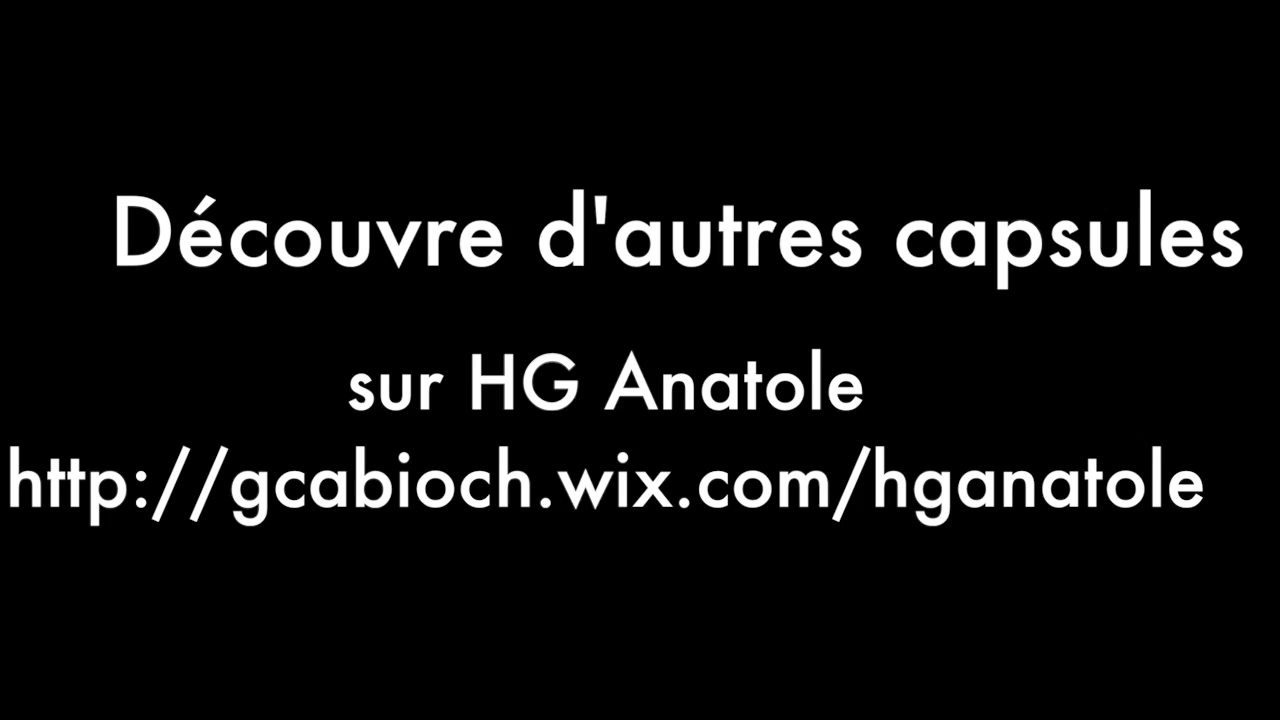 Découvre d'autres capsules
sur HG Anatole
http://gcabioch.wix.com/hganatole